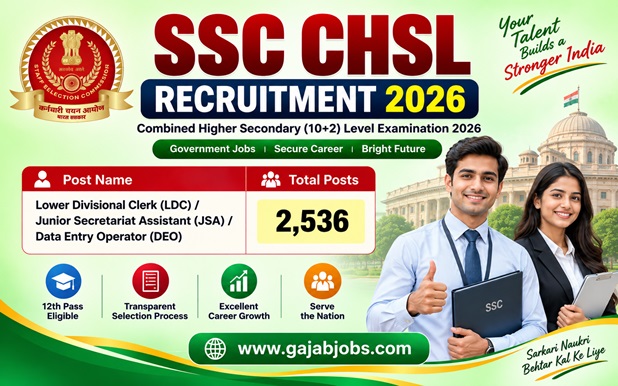 SSC CHSL
RECRUITMENT 2026
Combined Higher Secondary (10+2) Level Examination 2026
Government Jobs | Secure Career | Bright Future
Your
Talent
Builds a
Stronger India
STAFF SELECTION COMMISSION
कर्मचारी चयन आयोग
भारत सरकार
Post Name
Total Posts
Lower Divisional Clerk (LDC) /
Junior Secretariat Assistant (JSA) /
Data Entry Operator (DEO)
2,536
12th Pass
Eligible
Transparent
Selection Process
Excellent
Career Growth
Serve
the Nation
SSC
www.gajabjobs.com
Sarkari Naukri
Behtar Kal Ke Liye